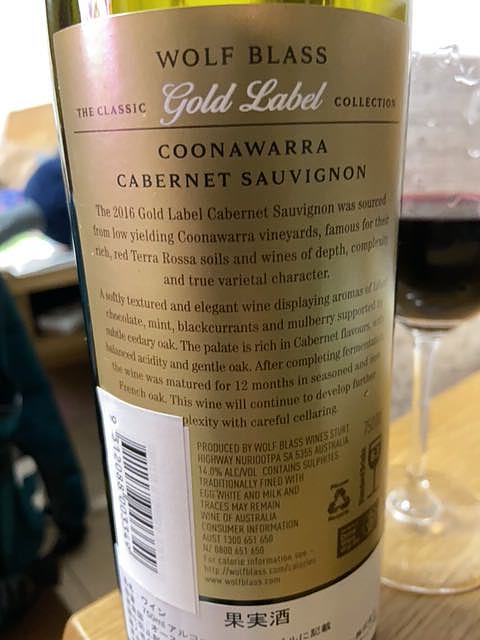 WOLF BLASS
THE CLASSIC Gold Label COLLECTION
COONAWARRA
CABERNET SAUVIGNON
The 2016 Gold Label Cabernet Sauvignon was sourced
from low yielding Coonawarra vineyards, famous for their
rich, red Terra Rossa soils and wines of depth, complexity
and true varietal character.
A softly textured and elegant wine displaying aromas of
chocolate, mint, blackcurrants and mulberry supported by
subtle cedary oak. The palate is rich in Cabernet flavours, with
balanced acidity and gentle oak. After completing fermentation,
the wine was matured for 12 months in seasoned and new
French oak. This wine will continue to develop further
plexity with careful cellaring.
PRODUCED BY WOLF BLASS WINES STURT
HIGHWAY NURIOOTPA SA 5355 AUSTRALIA
14.0% ALC/VOL CONTAINS SULPHITES
TRADITIONALLY FINED WITH
EGG WHITE AND MILK AND
TRACES MAY REMAIN
WINE OF AUSTRALIA
CONSUMER INFORMATION
AUST 1300 651 650
NZ 0800 651 650
For calorie information see -
http://wolfblass.com/calories
www.wolfblass.com
Please Recycle
果実酒
ワイン